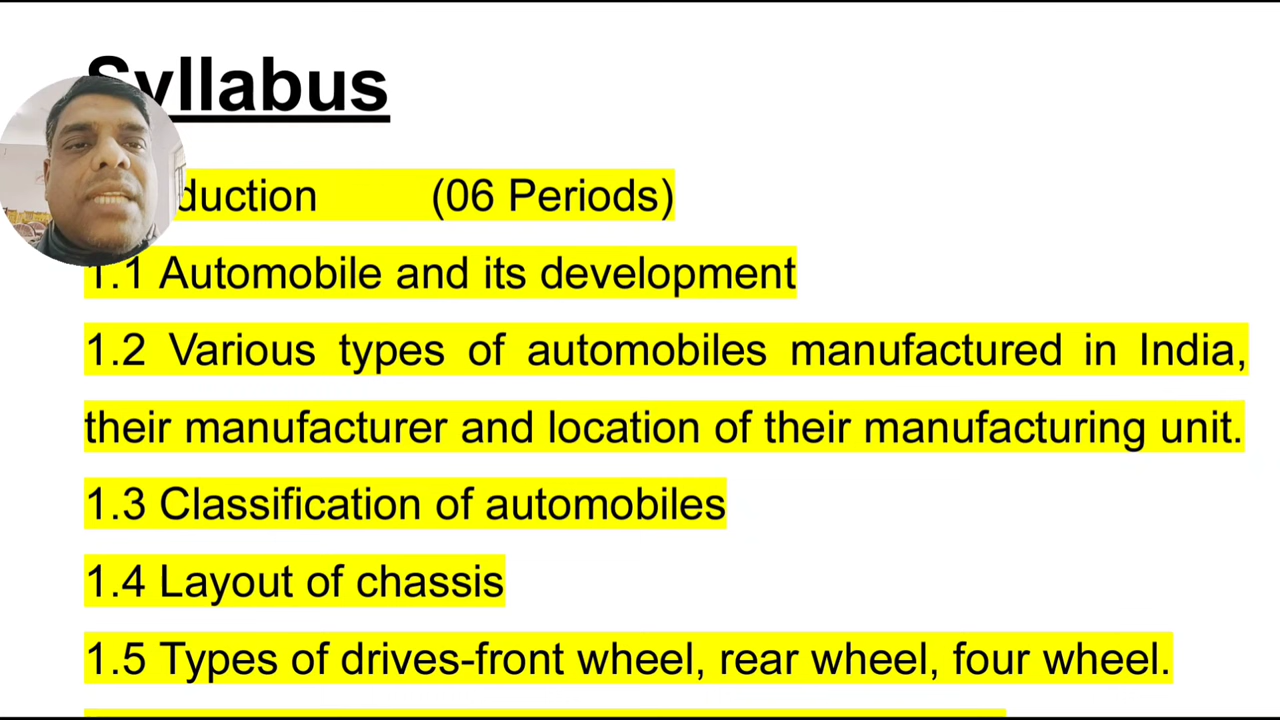 Syllabus
duction (06 Periods)
1.1 Automobile and its development
1.2 Various types of automobiles manufactured in India,
their manufacturer and location of their manufacturing unit.
1.3 Classification of automobiles
1.4 Layout of chassis
1.5 Types of drives-front wheel, rear wheel, four wheel.